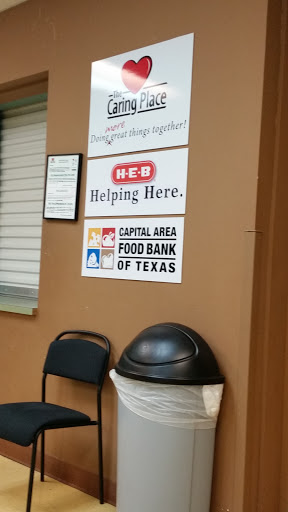 The
Caring Place
more
Doing great things together!
H-E-B
Helping Here.
CAPITAL AREA
FOOD BANK
OF TEXAS